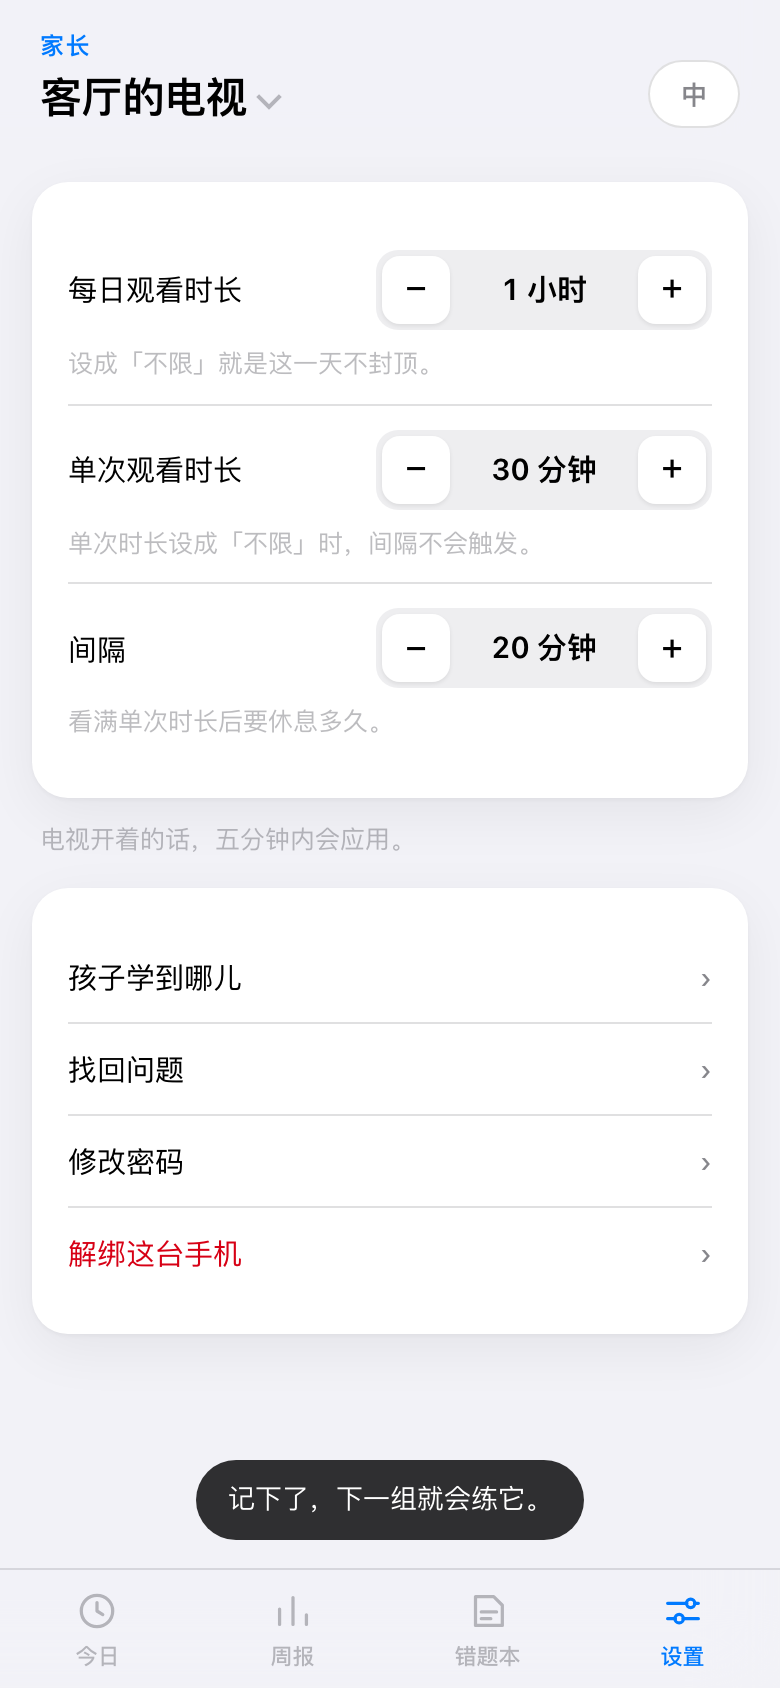 家长
客厅的电视
中
每日观看时长
− 1 小时 +
设成「不限」就是这一天不封顶。
单次观看时长
− 30 分钟 +
单次时长设成「不限」时，间隔不会触发。
间隔
− 20 分钟 +
看满单次时长后要休息多久。
电视开着的话，五分钟内会应用。
孩子学到哪儿 ›
找回问题 ›
修改密码 ›
解绑这台手机 ›
记下了，下一组就会练它。
今日 周报 错题本 设置